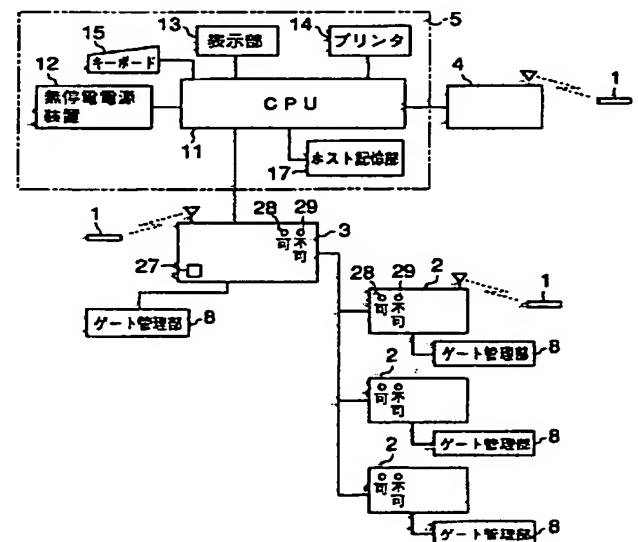 13
14
5
15
表示部
プリンタ
12
キーボード
4
1
無停電電源
装置
CPU
11
17
ホスト記憶部
1
28
29
3
可
不可
27
28
29
2
1
可
不可
ゲート管理部
8
ゲート管理部
8
2
可
不可
ゲート管理部
8
2
可
不可
ゲート管理部
8